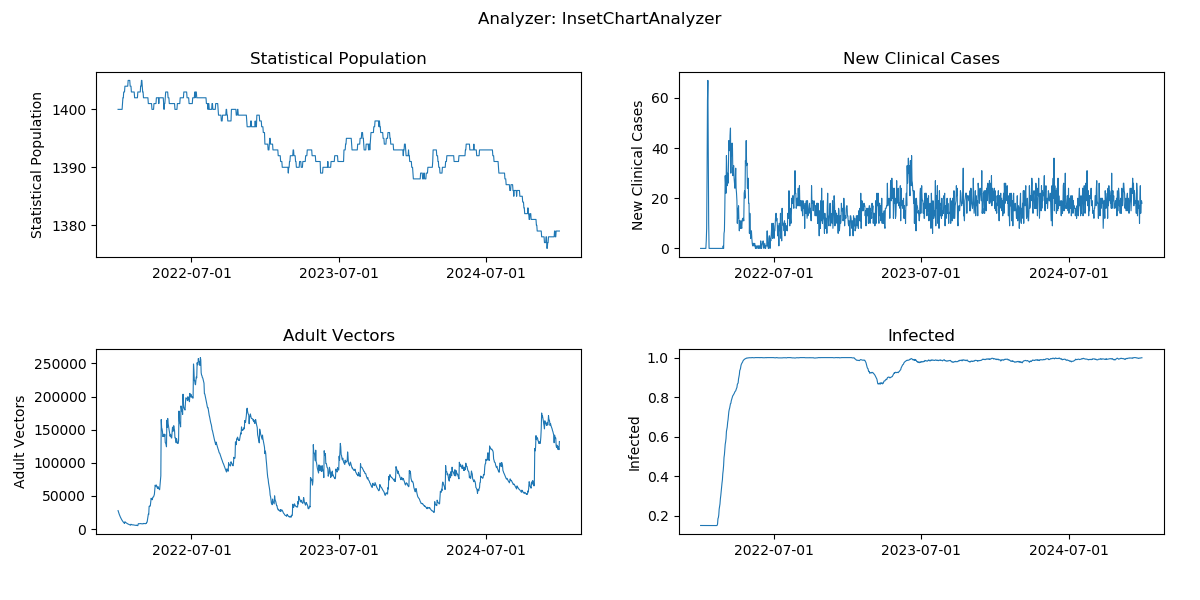 Analyzer: InsetChartAnalyzer
Statistical Population
Statistical Population
1400
1390
1380
2022-07-01 2023-07-01 2024-07-01
New Clinical Cases
New Clinical Cases
60
40
20
0
2022-07-01 2023-07-01 2024-07-01
Adult Vectors
Adult Vectors
250000
200000
150000
100000
50000
0
2022-07-01 2023-07-01 2024-07-01
Infected
Infected
1.0
0.8
0.6
0.4
0.2
2022-07-01 2023-07-01 2024-07-01